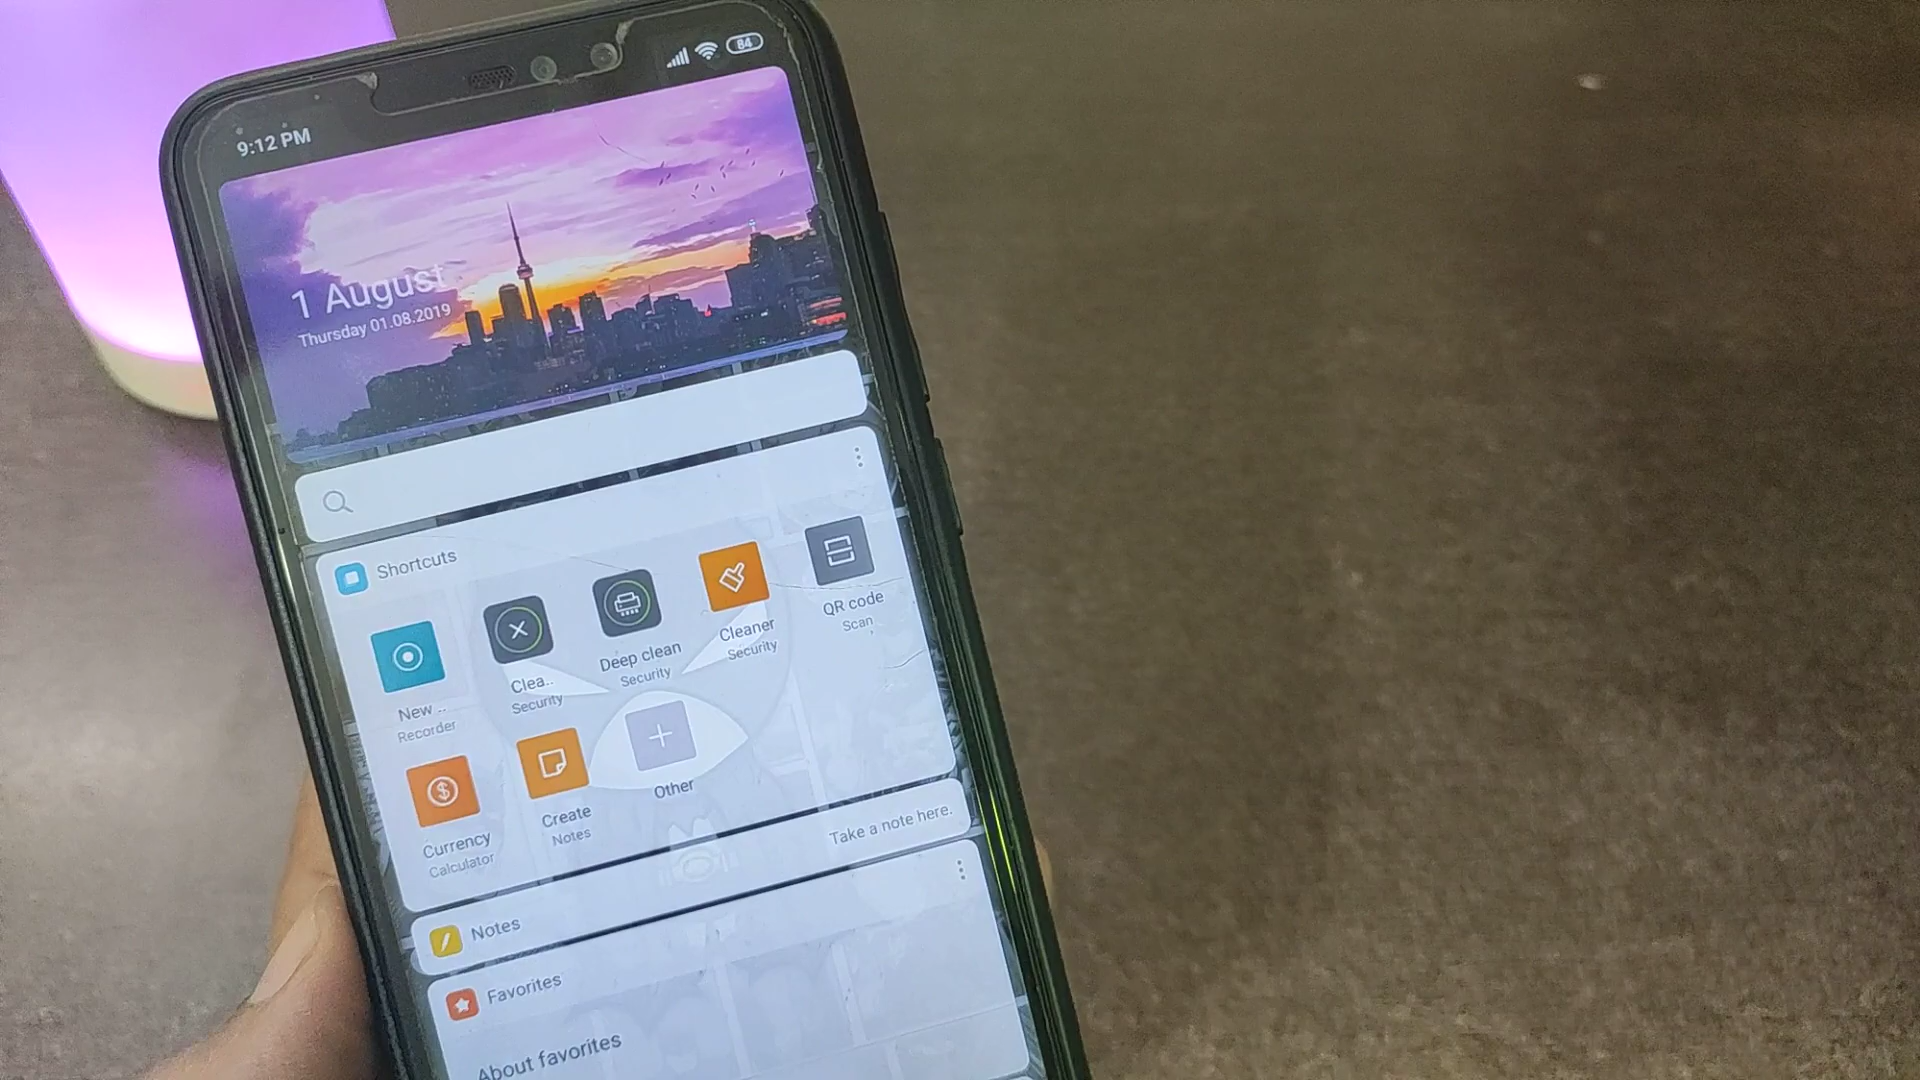 84
9:12 PM
1 August
Thursday 01.08.2019
Shortcuts
New ..
Recorder
Clea..
Security
Deep clean
Security
Cleaner
Security
QR code
Scan
Currency
Calculator
Create
Notes
Other
Take a note here.
Notes
Favorites
About favorites